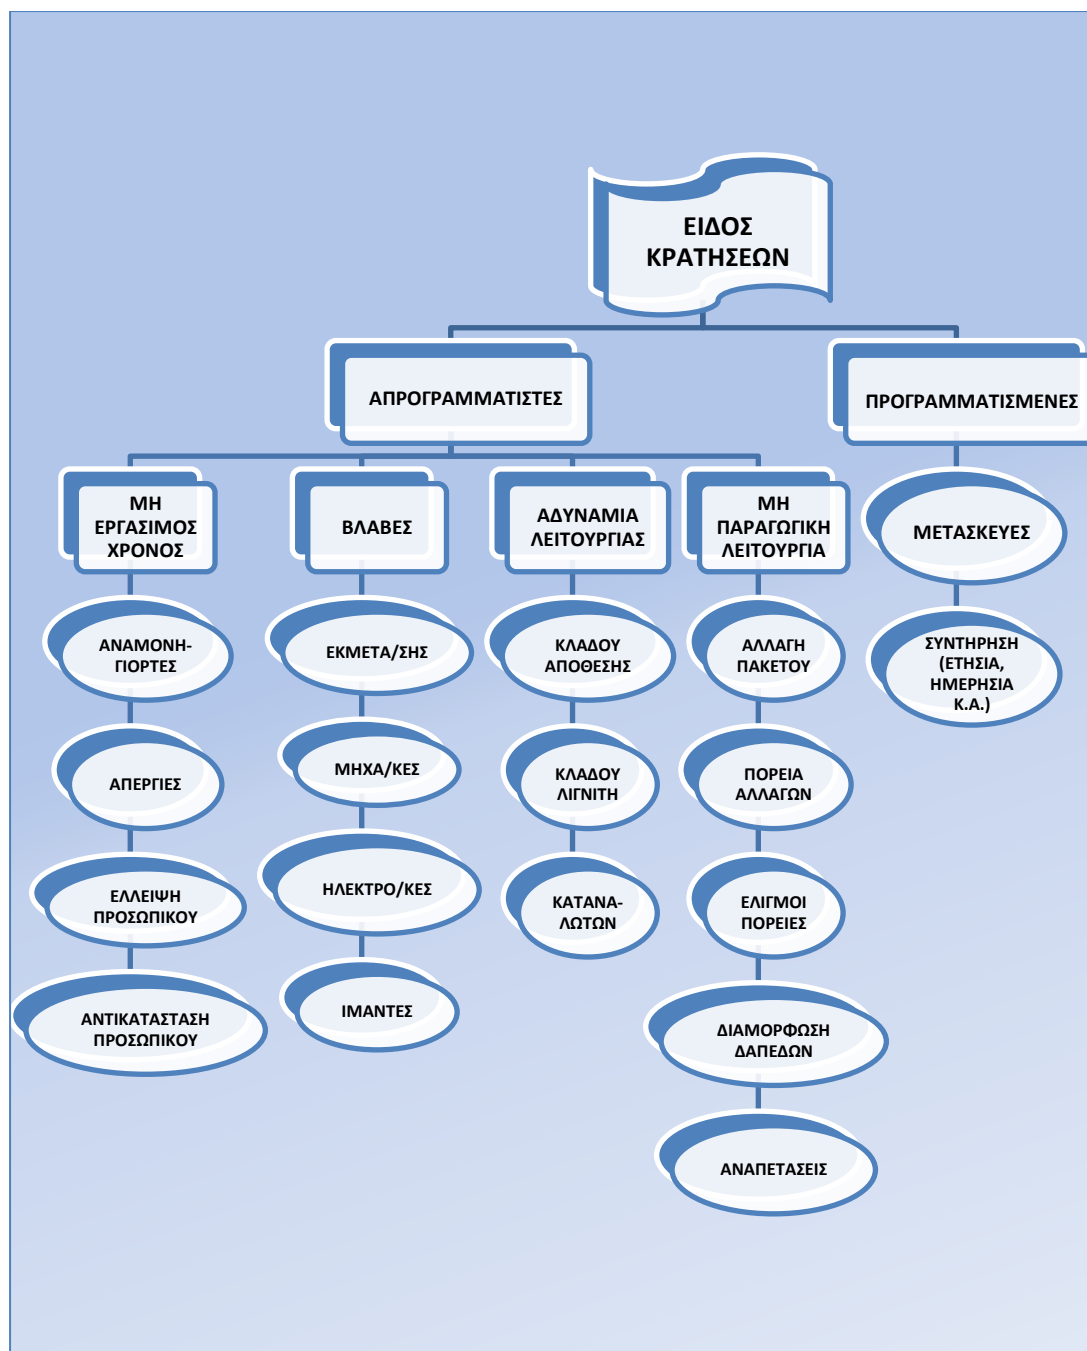 ΕΙΔΟΣ
ΚΡΑΤΗΣΕΩΝ
ΑΠΡΟΓΡΑΜΜΑΤΙΣΤΕΣ
ΠΡΟΓΡΑΜΜΑΤΙΣΜΕΝΕΣ
ΜΗ
ΕΡΓΑΣΙΜΟΣ
ΧΡΟΝΟΣ
ΑΝΑΜΟΝΗ-
ΓΙΟΡΤΕΣ
ΑΠΕΡΓΙΕΣ
ΕΛΛΕΙΨΗ
ΠΡΟΣΩΠΙΚΟΥ
ΑΝΤΙΚΑΤΑΣΤΑΣΗ
ΠΡΟΣΩΠΙΚΟΥ
ΒΛΑΒΕΣ
ΕΚΜΕΤΑ/ΣΗΣ
ΜΗΧΑ/ΚΕΣ
ΗΛΕΚΤΡΟ/ΚΕΣ
ΙΜΑΝΤΕΣ
ΑΔΥΝΑΜΙΑ
ΛΕΙΤΟΥΡΓΙΑΣ
ΚΛΑΔΟΥ
ΑΠΟΘΕΣΗΣ
ΚΛΑΔΟΥ
ΛΙΓΝΙΤΗ
ΚΑΤΑΝΑ-
ΛΩΤΩΝ
ΜΗ
ΠΑΡΑΓΩΓΙΚΗ
ΛΕΙΤΟΥΡΓΙΑ
ΑΛΛΑΓΗ
ΠΑΚΕΤΟΥ
ΠΟΡΕΙΑ
ΑΛΛΑΓΩΝ
ΕΛΙΓΜΟΙ
ΠΟΡΕΙΕΣ
ΔΙΑΜΟΡΦΩΣΗ
ΔΑΠΕΔΩΝ
ΑΝΑΠΕΤΑΣΕΙΣ
ΜΕΤΑΣΚΕΥΕΣ
ΣΥΝΤΗΡΗΣΗ
(ΕΤΗΣΙΑ,
ΗΜΕΡΗΣΙΑ
Κ.Α.)